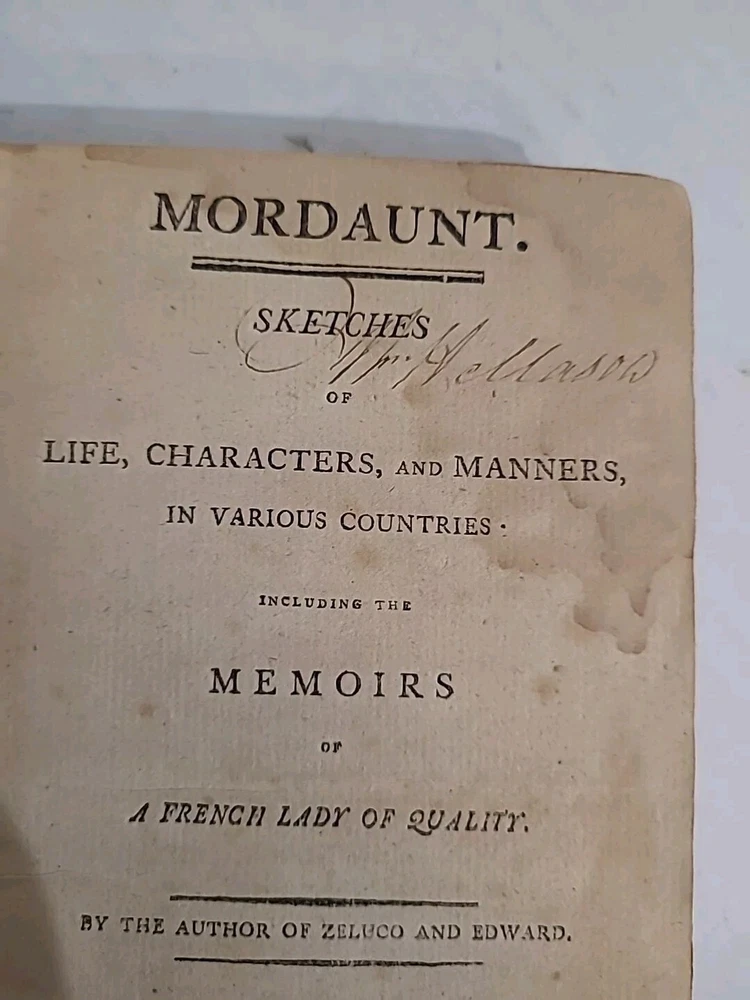 MORDAUNT.
SKETCHES
OF
LIFE, CHARACTERS, AND MANNERS,
IN VARIOUS COUNTRIES:
INCLUDING THE
MEMOIRS
OF
A FRENCH LADY OF QUALITY.
BY THE AUTHOR OF ZELUCO AND EDWARD.